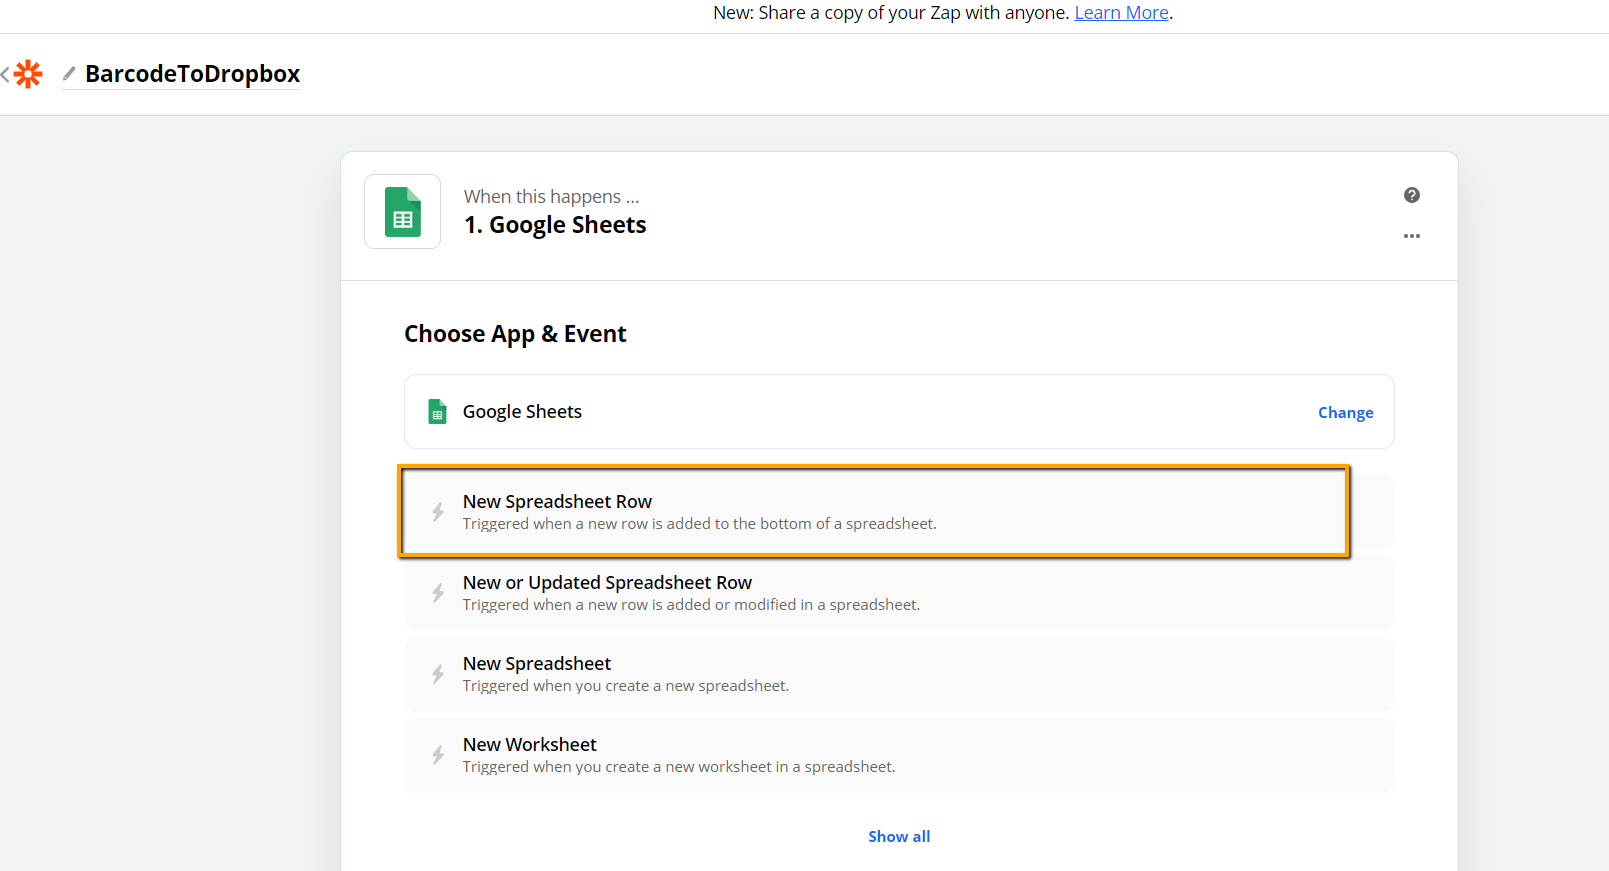 New: Share a copy of your Zap with anyone. Learn More.
BarcodeToDropbox
When this happens ...
1. Google Sheets
Choose App & Event
Google Sheets
Change
New Spreadsheet Row
Triggered when a new row is added to the bottom of a spreadsheet.
New or Updated Spreadsheet Row
Triggered when a new row is added or modified in a spreadsheet.
New Spreadsheet
Triggered when you create a new spreadsheet.
New Worksheet
Triggered when you create a new worksheet in a spreadsheet.
Show all